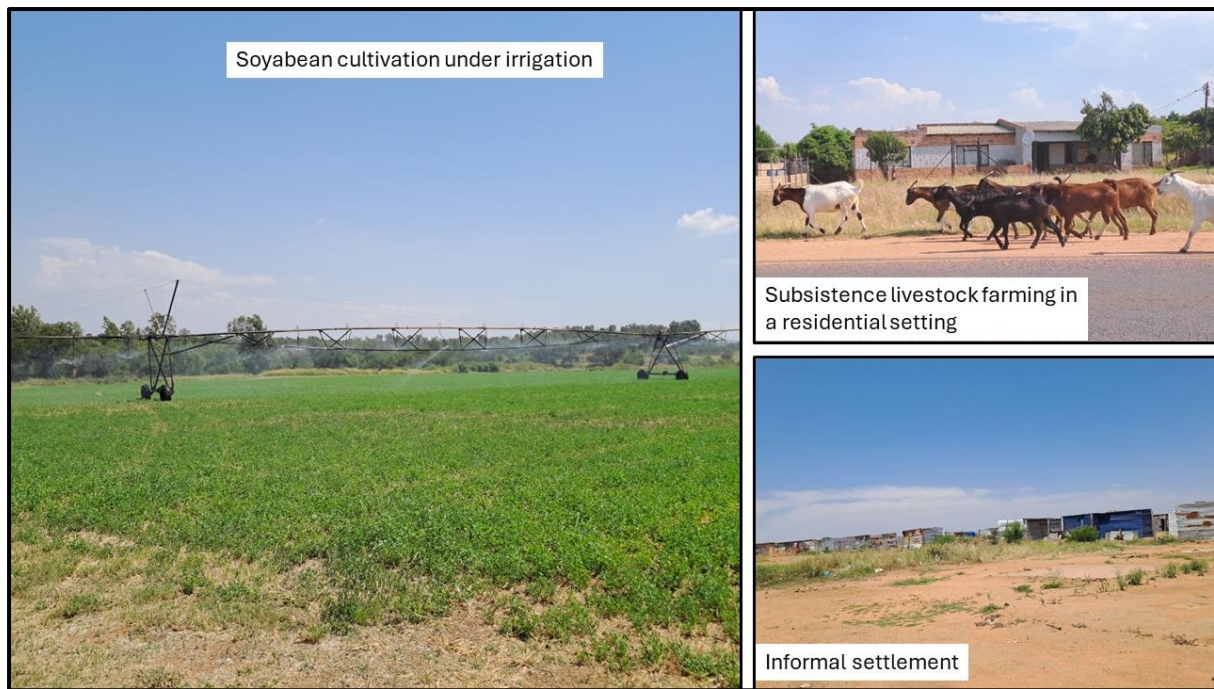 Soyabean cultivation under irrigation
Subsistence livestock farming in
a residential setting
Informal settlement